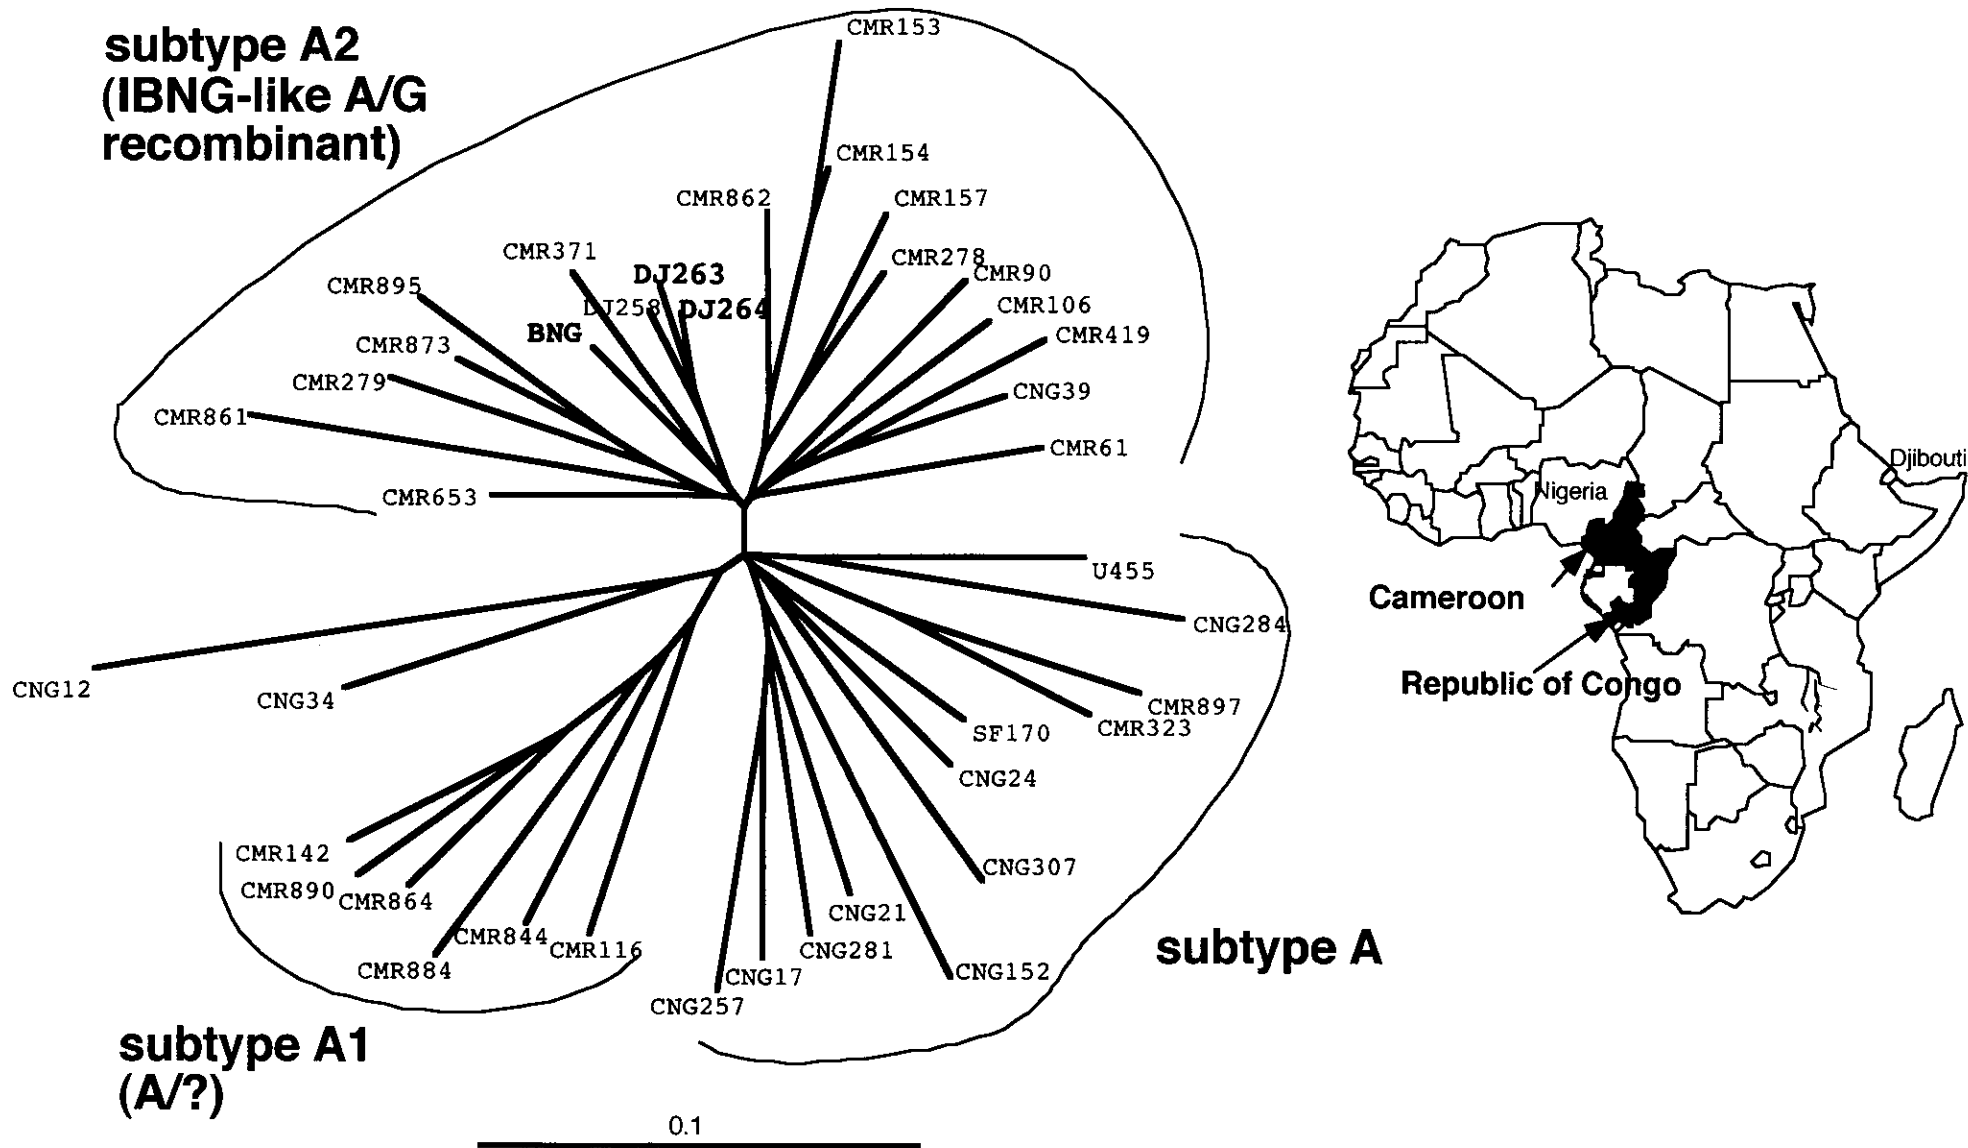 subtype A2
(IBNG-like A/G
recombinant)
CMR153
CMR154
CMR862
CMR157
CMR371
CMR278
DJ263
CMR90
CMR895
DJ258
DJ264
CMR106
BNG
CMR419
CMR873
CMR279
CNG39
CMR861
CMR61
CMR653
U455
CNG284
CNG12
CNG34
CMR897
SF170
CMR323
CNG24
CMR142
CMR890
CMR864
CNG307
CMR844
CMR116
CNG21
CNG281
CMR884
CNG17
CNG152
CNG257
subtype A
subtype A1
(A/?)
0.1
Djibouti
Nigeria
Cameroon
Republic of Congo